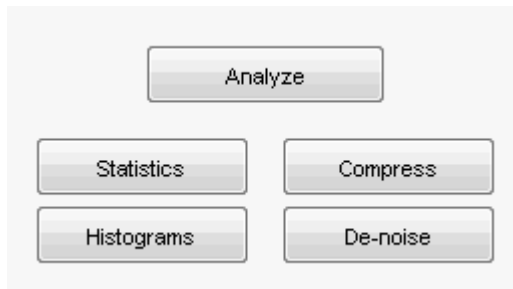 Analyze
Statistics
Compress
Histograms
De-noise